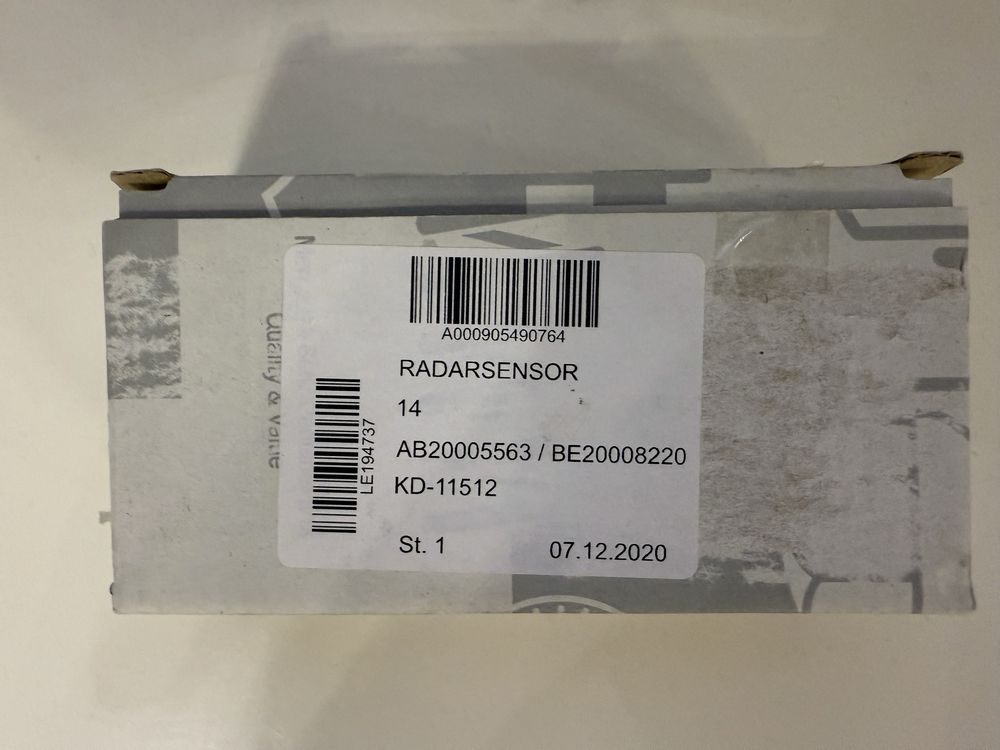 A000905490764
RADARSENSOR
14
AB20005563 / BE20008220
KD-11512
St. 1
07.12.2020
LE194737
Quality & Value